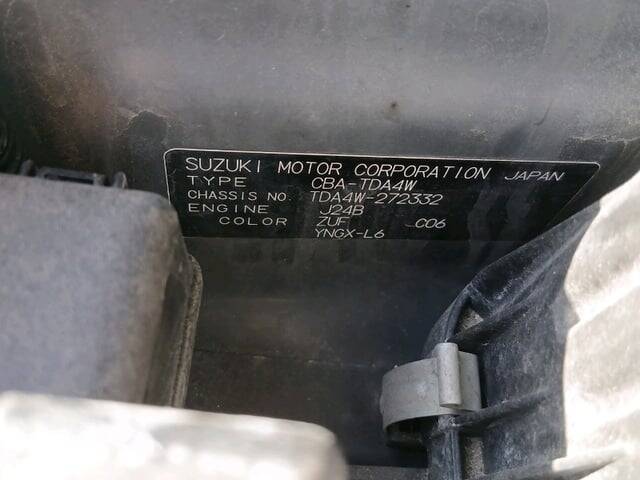 SUZUKI MOTOR CORPORATION JAPAN
TYPE CBA-TDA4W
CHASSIS NO. TDA4W-272332
ENGINE J24B
COLOR ZUF -C06
YNGX-L6